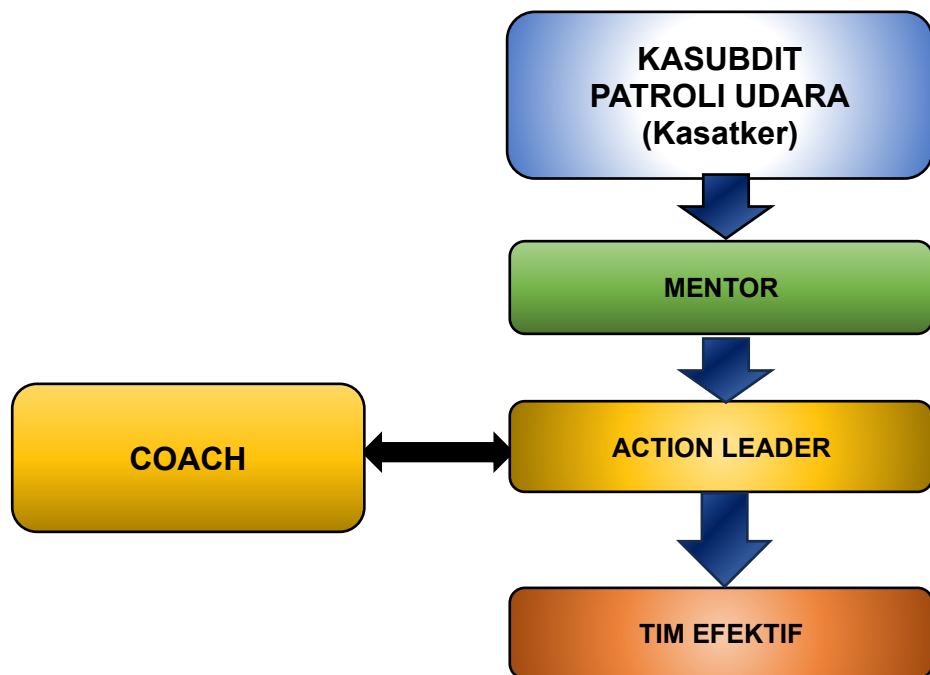 KASUBDIT
PATROLI UDARA
(Kasatker)
MENTOR
COACH
ACTION LEADER
TIM EFEKTIF